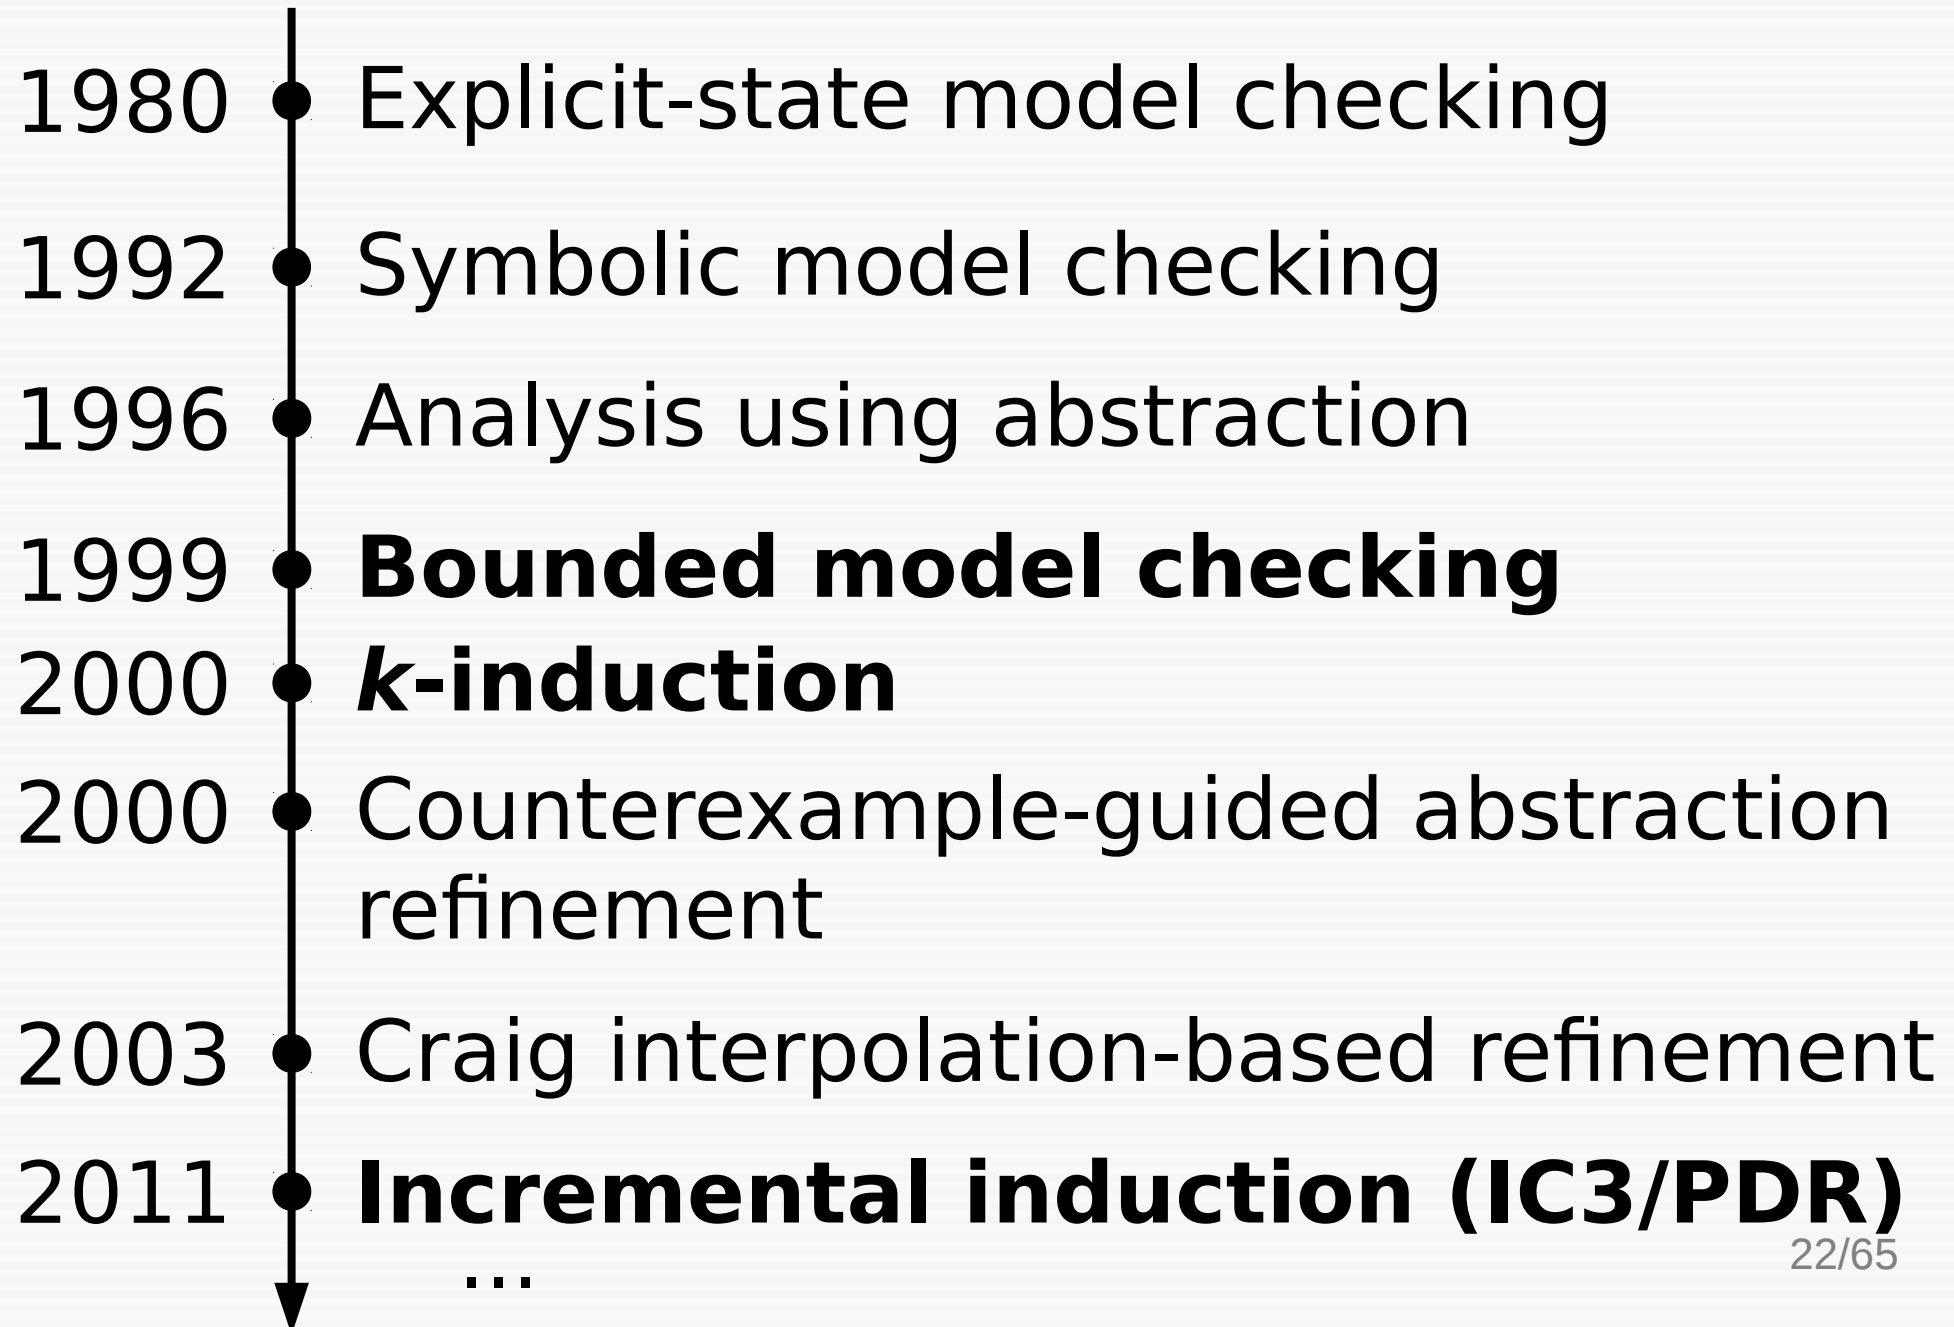 1980 Explicit-state model checking
1992 Symbolic model checking
1996 Analysis using abstraction
1999 Bounded model checking
2000 k-induction
2000 Counterexample-guided abstraction
refinement
2003 Craig interpolation-based refinement
2011 Incremental induction (IC3/PDR)
22/65
...